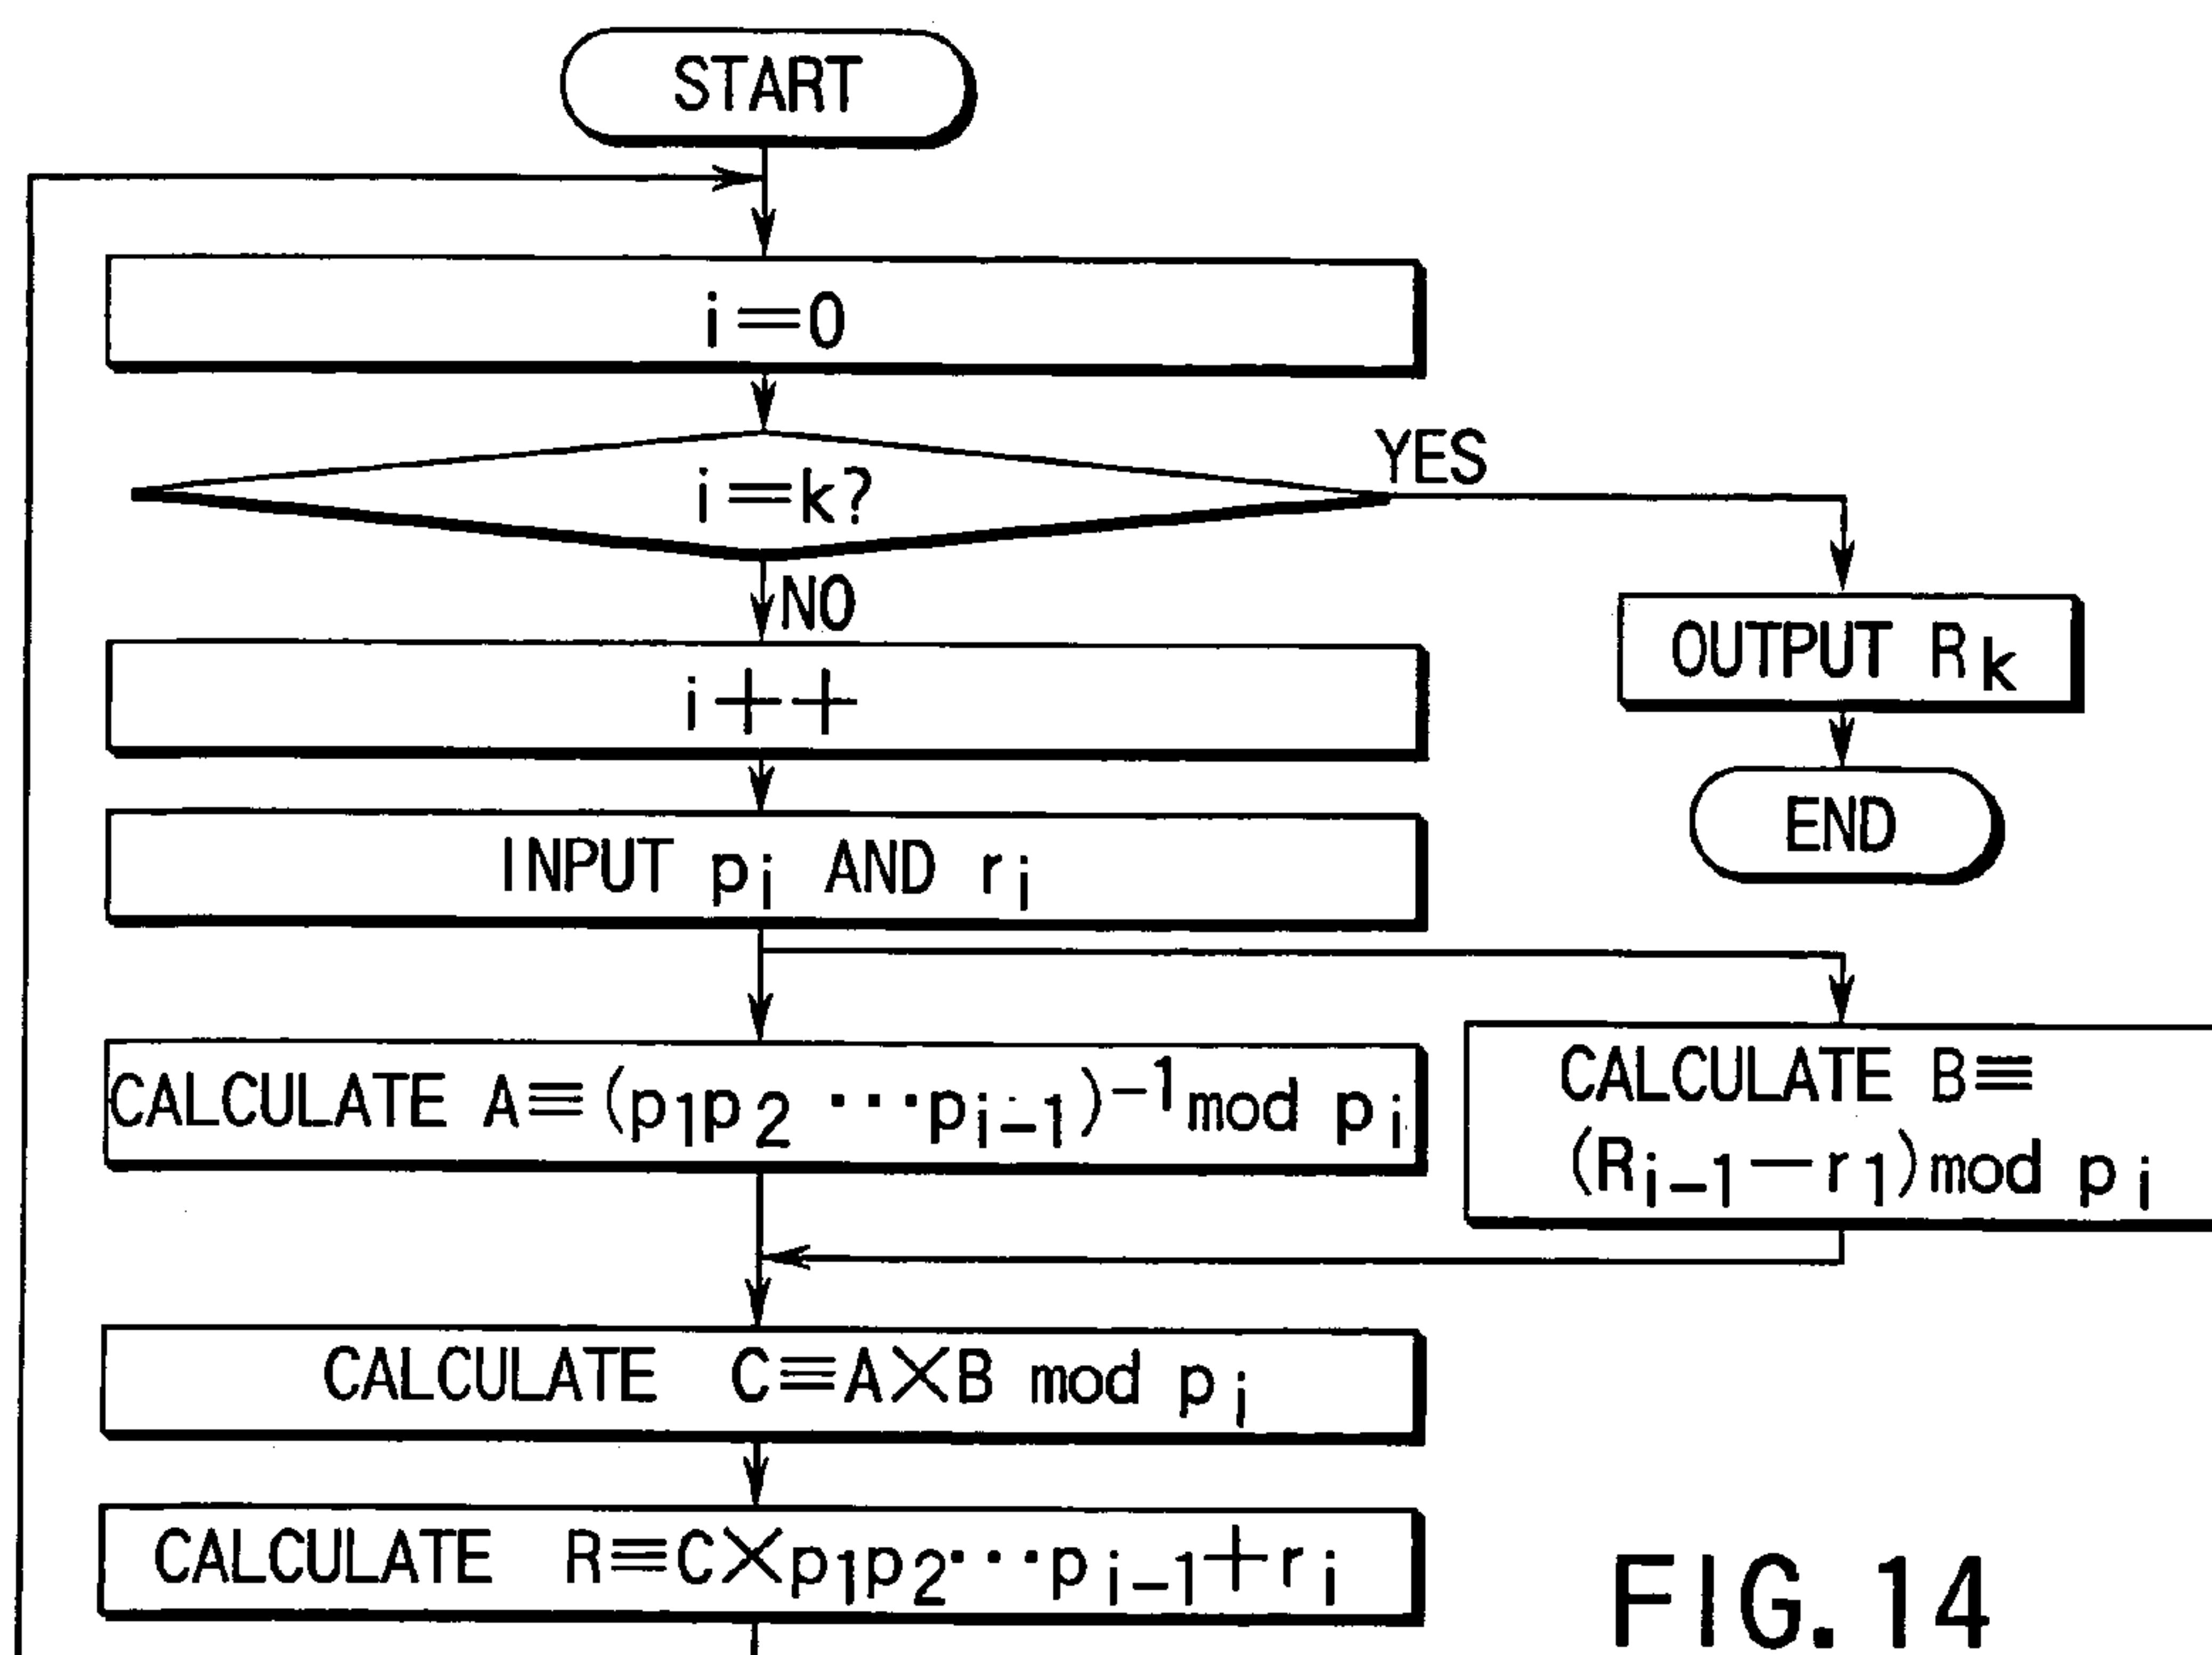 START
i=0
i=k?
YES
NO
i++
OUTPUT Rk
END
INPUT pi AND ri
CALCULATE A≡(p1p2 ···pi-1)-1mod pi
CALCULATE B≡
(Ri-1-r1)mod pi
CALCULATE C≡A×B mod pi
CALCULATE R≡C×p1p2···pi-1+ri
FIG.14